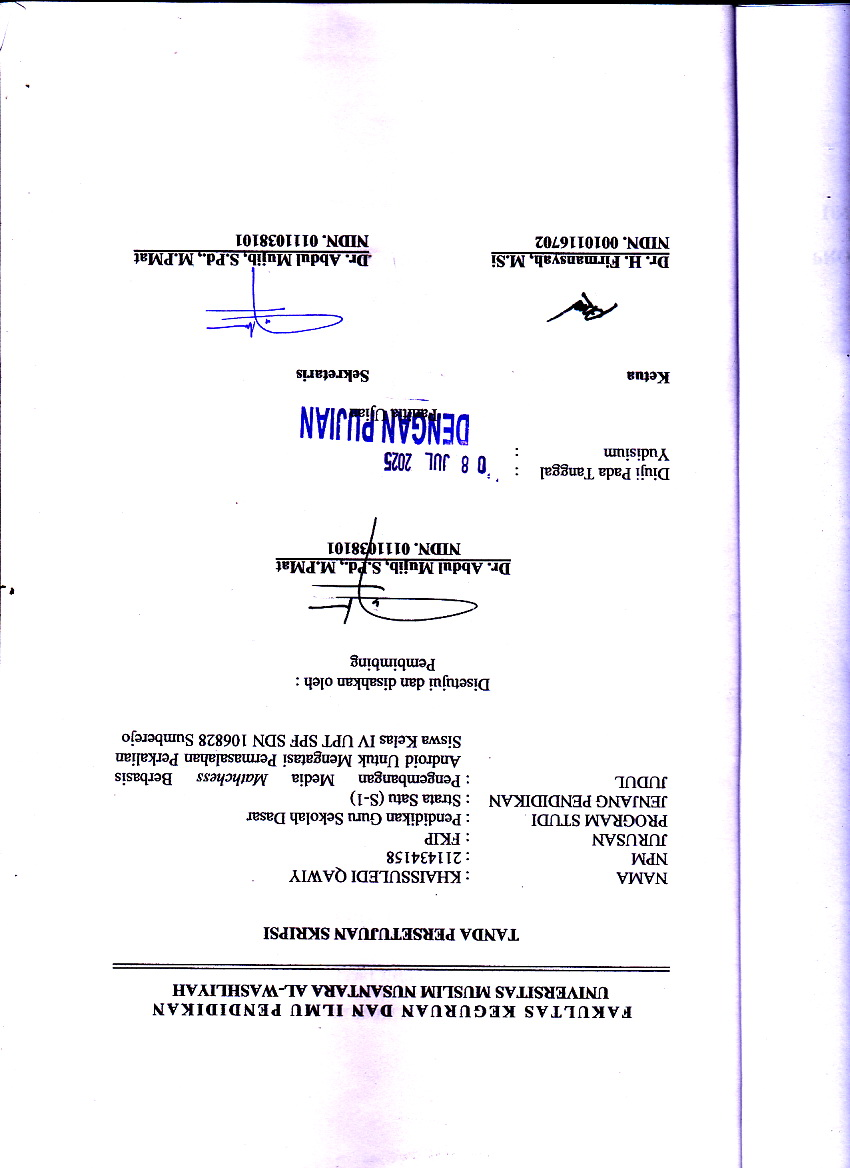 FAKULTAS KEGURUAN DAN ILMU PENDIDIKAN
UNIVERSITAS MUSLIM NUSANTARA AL-WASHLIYAH
TANDA PERSETUJUAN SKRIPSI
NAMA : KHAISSULEDI QAWIY
NPM : 211434158
JURUSAN : FKIP
PROGRAM STUDI : Pendidikan Guru Sekolah Dasar
JENJANG PENDIDIKAN : Strata Satu (S-1)
JUDUL : Pengembangan Media Mathchess Berbasis
Android Untuk Mengatasi Permasalahan Perkalian
Siswa Kelas IV UPT SPF SDN 106828 Sumberejo
Disetujui dan disahkan oleh :
Pembimbing
Dr. Abdul Mujib, S.Pd., M.PMat
NIDN. 0111038101
Diuji Pada Tanggal : 08 JUL 2025
Yudisium :
DENGAN PUJIAN
Panitia Ujian
Ketua Sekretaris
Dr. H. Firmansyah, M.Si Dr. Abdul Mujib, S.Pd., M.PMat
NIDN. 0010116702 NIDN. 0111038101